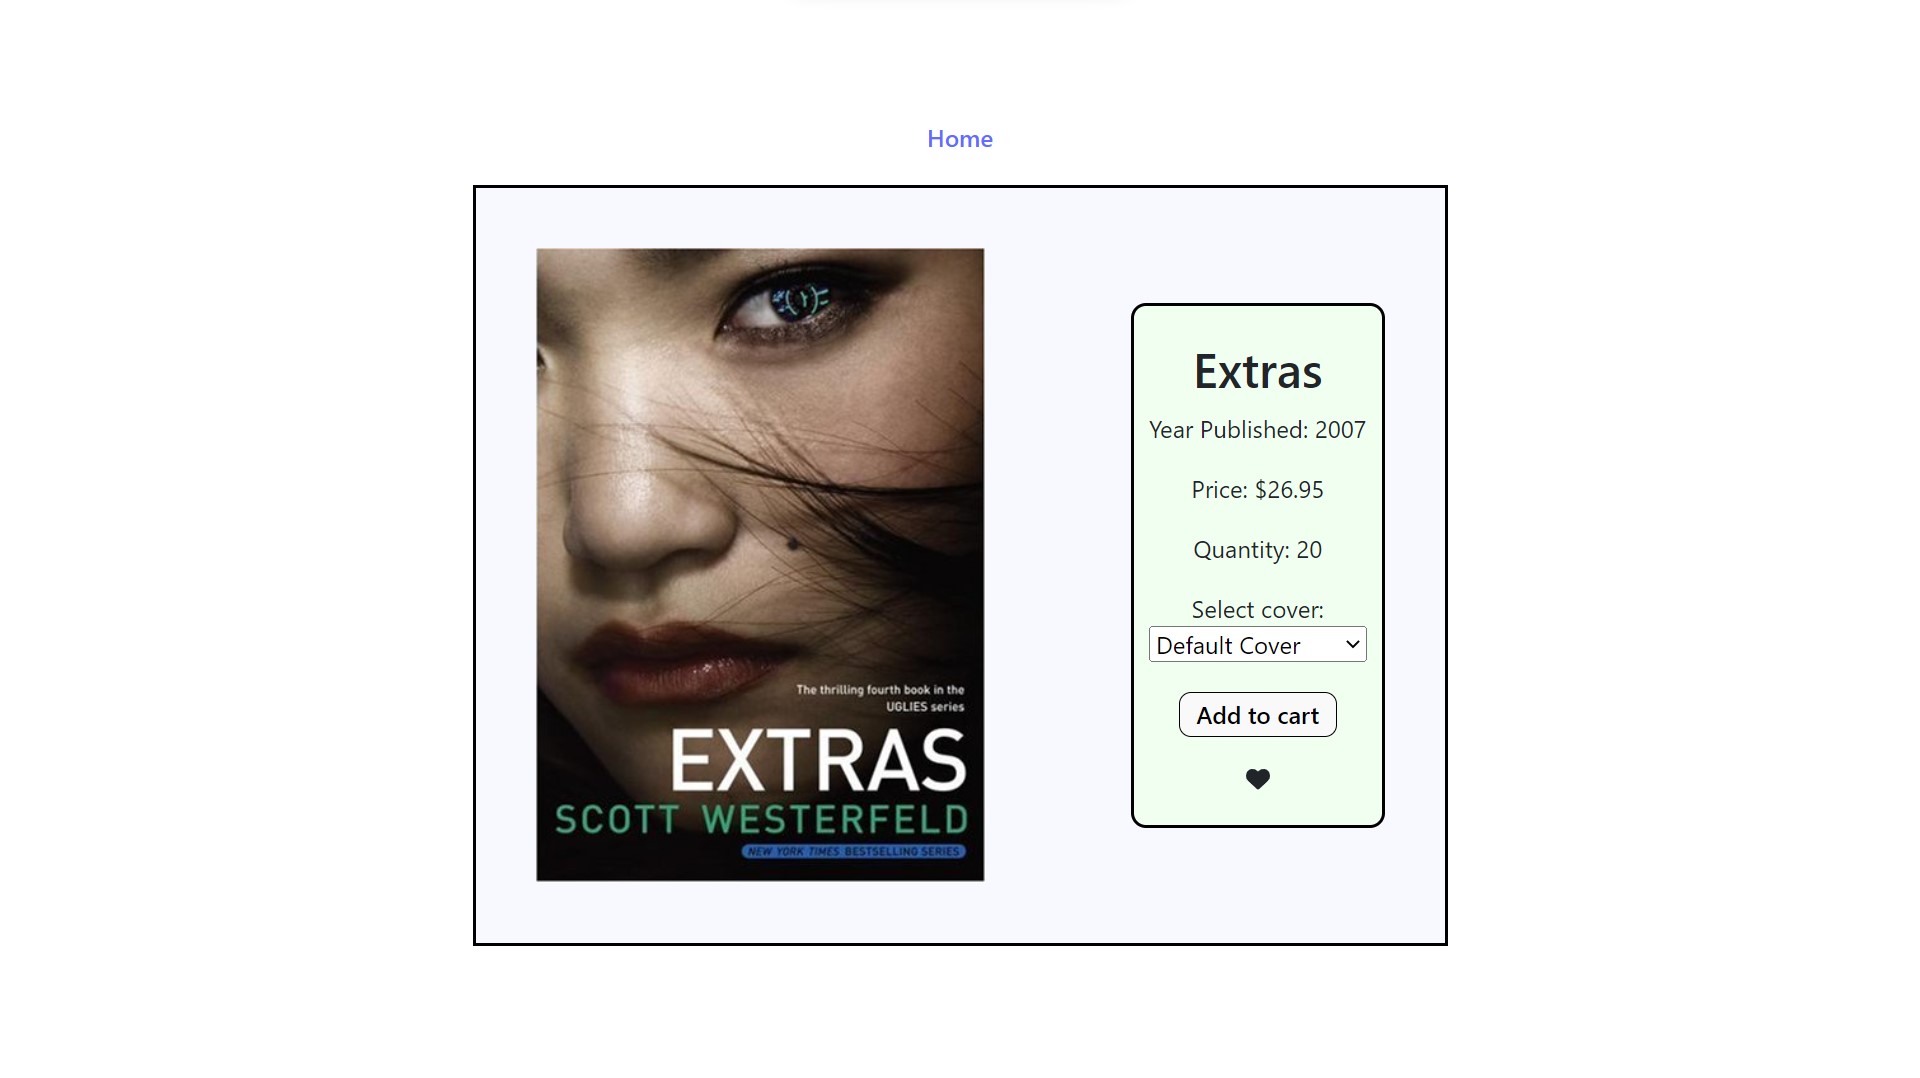 Home
The thrilling fourth book in the
UGLIES series
EXTRAS
SCOTT WESTERFELD
NEW YORK TIMES BESTSELLING SERIES
Extras
Year Published: 2007
Price: $26.95
Quantity: 20
Select cover:
Default Cover
Add to cart